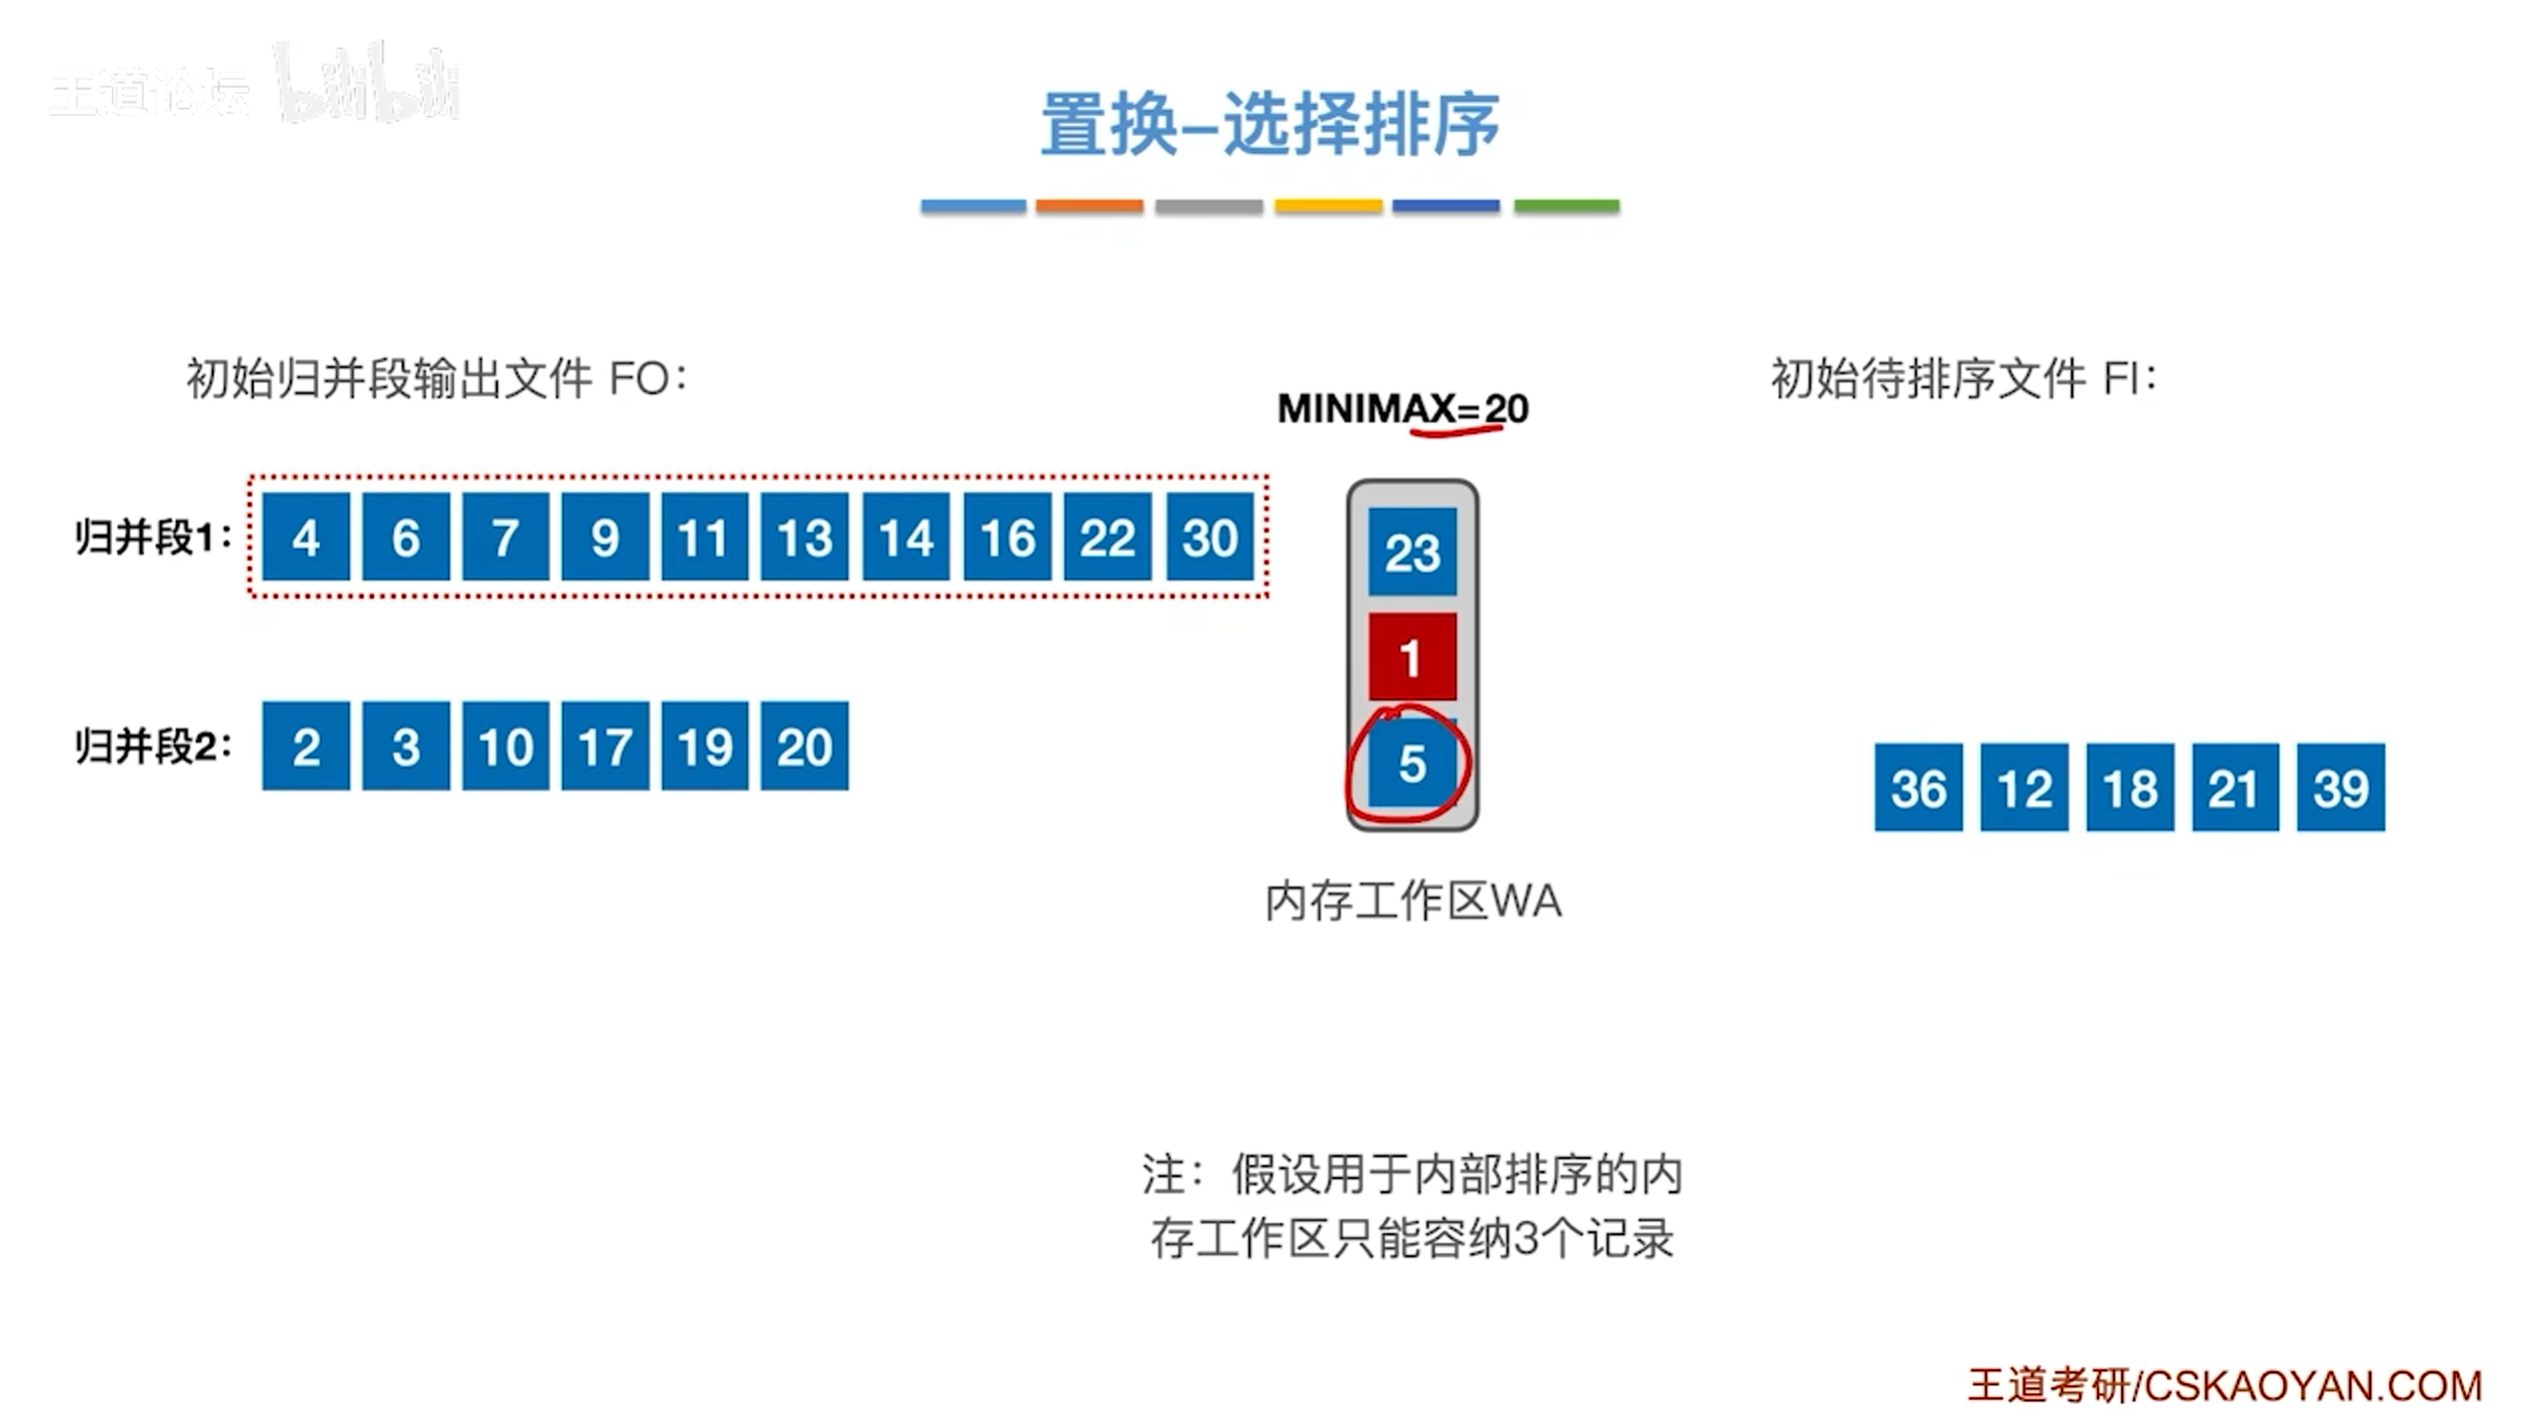 王道论坛 bilibili
置换–选择排序
初始归并段输出文件 FO：
MINIMAX=20
初始待排序文件 FI：
归并段1：
4 6 7 9 11 13 14 16 22 30
23
1
5
归并段2：
2 3 10 17 19 20
36 12 18 21 39
内存工作区WA
注：假设用于内部排序的内
存工作区只能容纳3个记录
王道考研/CSKAOYAN.COM